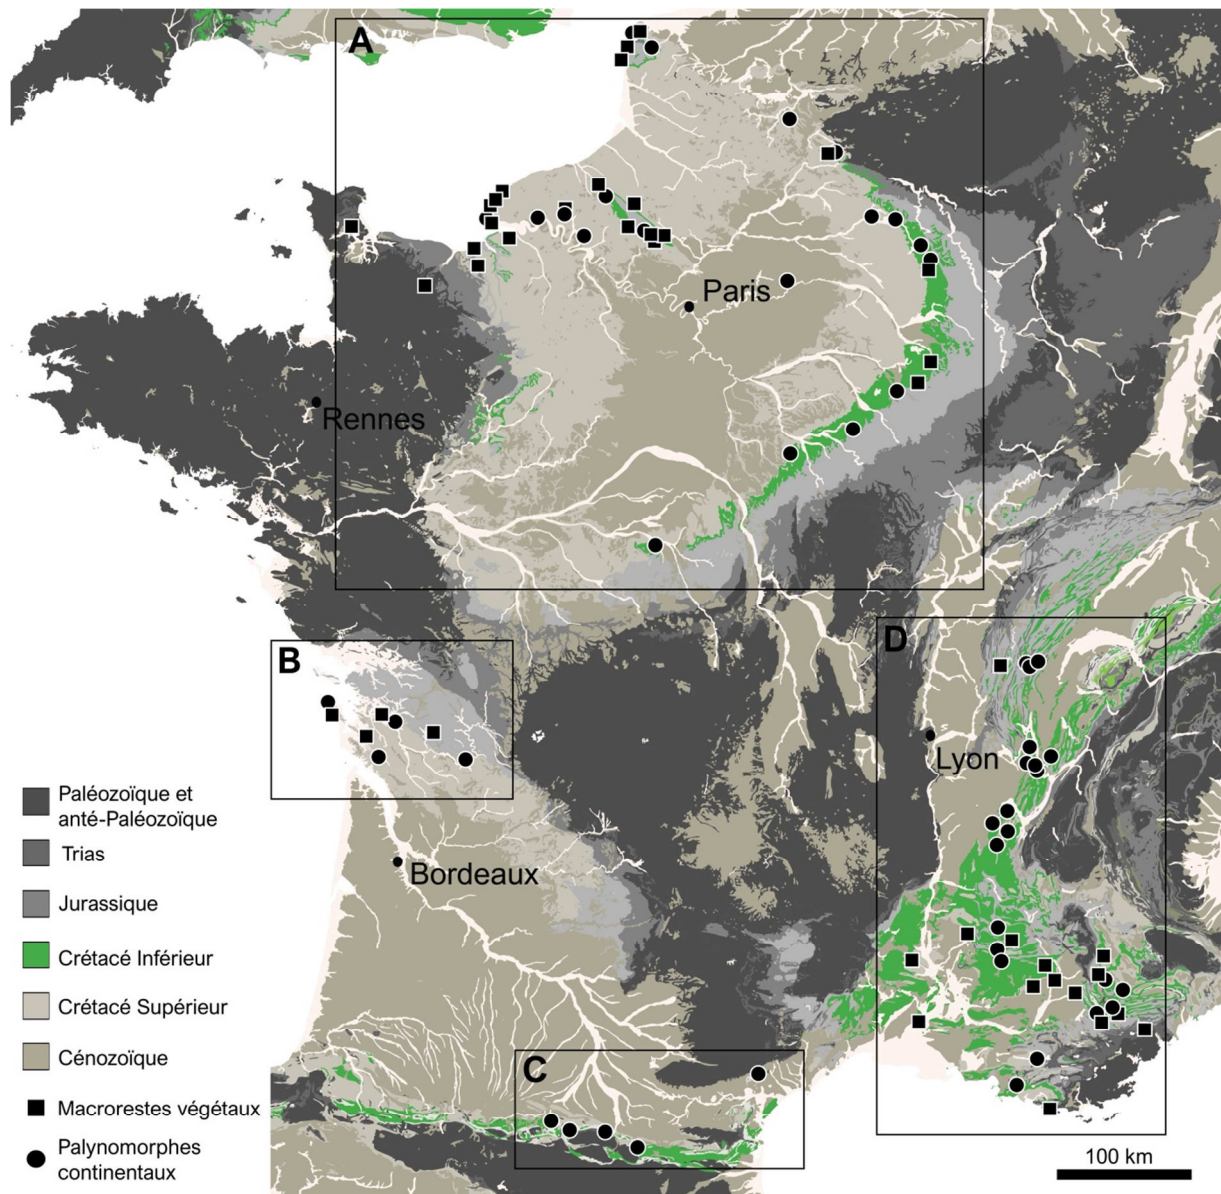 A
Paris
Rennes
B
D
Lyon
Bordeaux
C
Paléozoïque et
anté-Paléozoïque
Trias
Jurassique
Crétacé Inférieur
Crétacé Supérieur
Cénozoïque
Macrorestes végétaux
Palynomorphes
continentaux
100 km